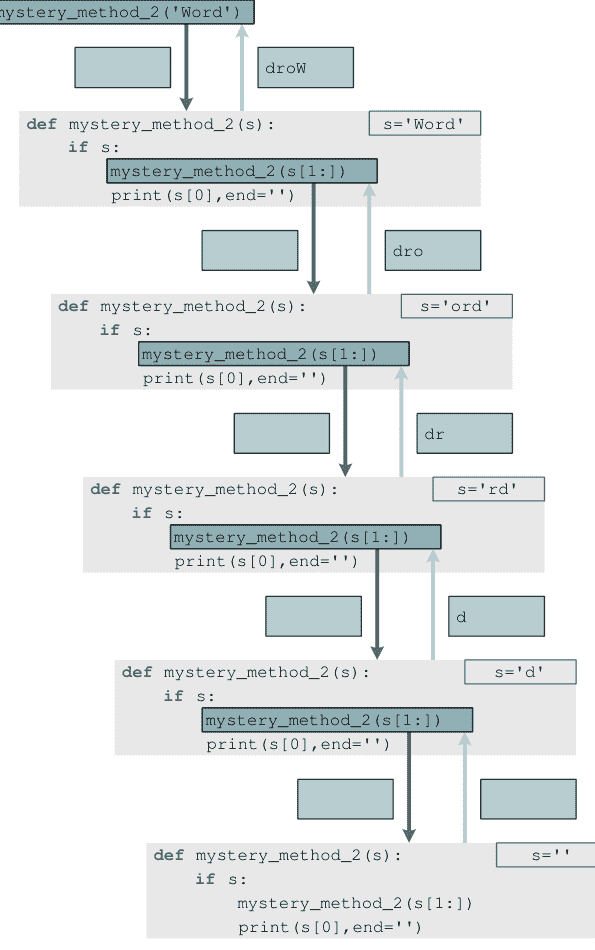 mystery_method_2('Word')
droW
def mystery_method_2(s): s='Word'
if s:
mystery_method_2(s[1:])
print(s[0],end='')
dro
def mystery_method_2(s): s='ord'
if s:
mystery_method_2(s[1:])
print(s[0],end='')
dr
def mystery_method_2(s): s='rd'
if s:
mystery_method_2(s[1:])
print(s[0],end='')
d
def mystery_method_2(s): s='d'
if s:
mystery_method_2(s[1:])
print(s[0],end='')
def mystery_method_2(s): s=''
if s:
mystery_method_2(s[1:])
print(s[0],end='')